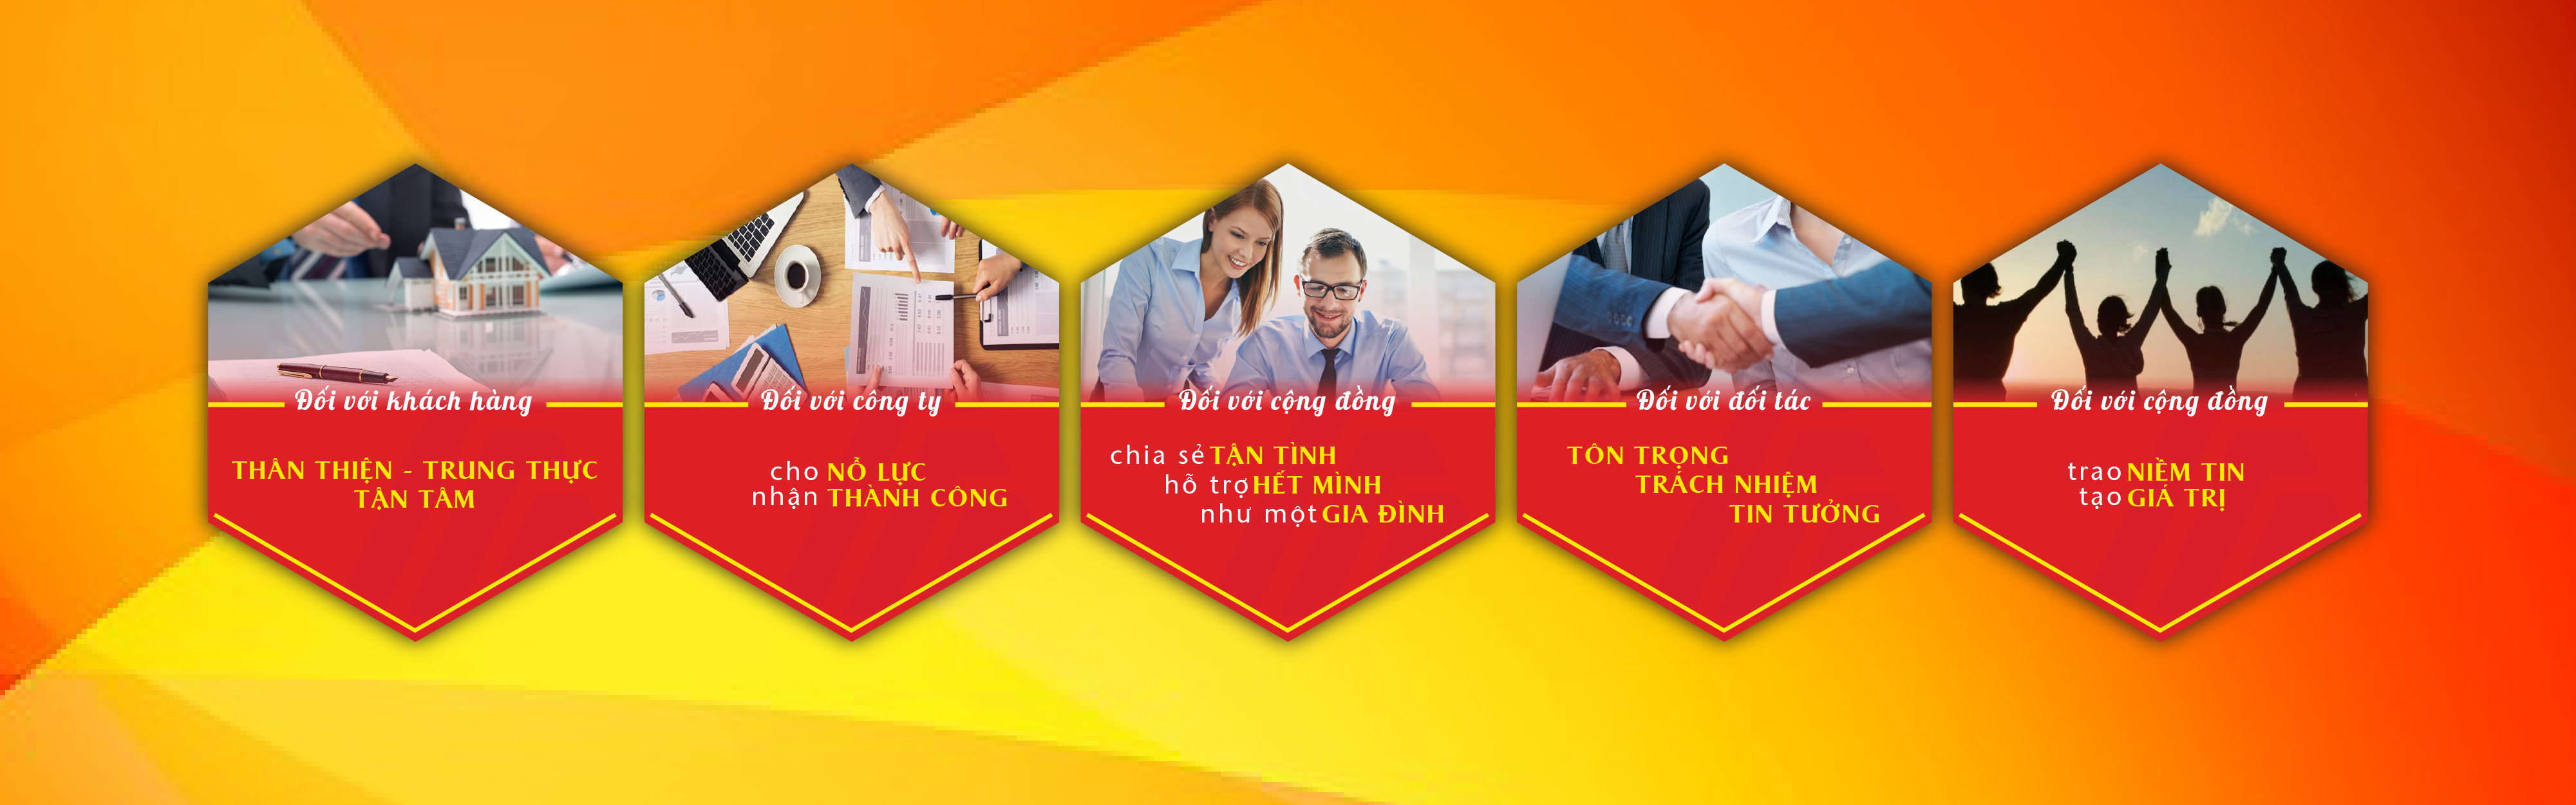 Đối với khách hàng
THÂN THIỆN - TRUNG THỰC
TẬN TÂM
Đối với công ty
cho NỖ LỰC
nhận THÀNH CÔNG
Đối với cộng đồng
chia sẻ TẬN TÌNH
hỗ trợ HẾT MÌNH
như một GIA ĐÌNH
Đối với đối tác
TÔN TRỌNG
TRÁCH NHIỆM
TIN TƯỞNG
Đối với cộng đồng
trao NIỀM TIN
tạo GIÁ TRỊ